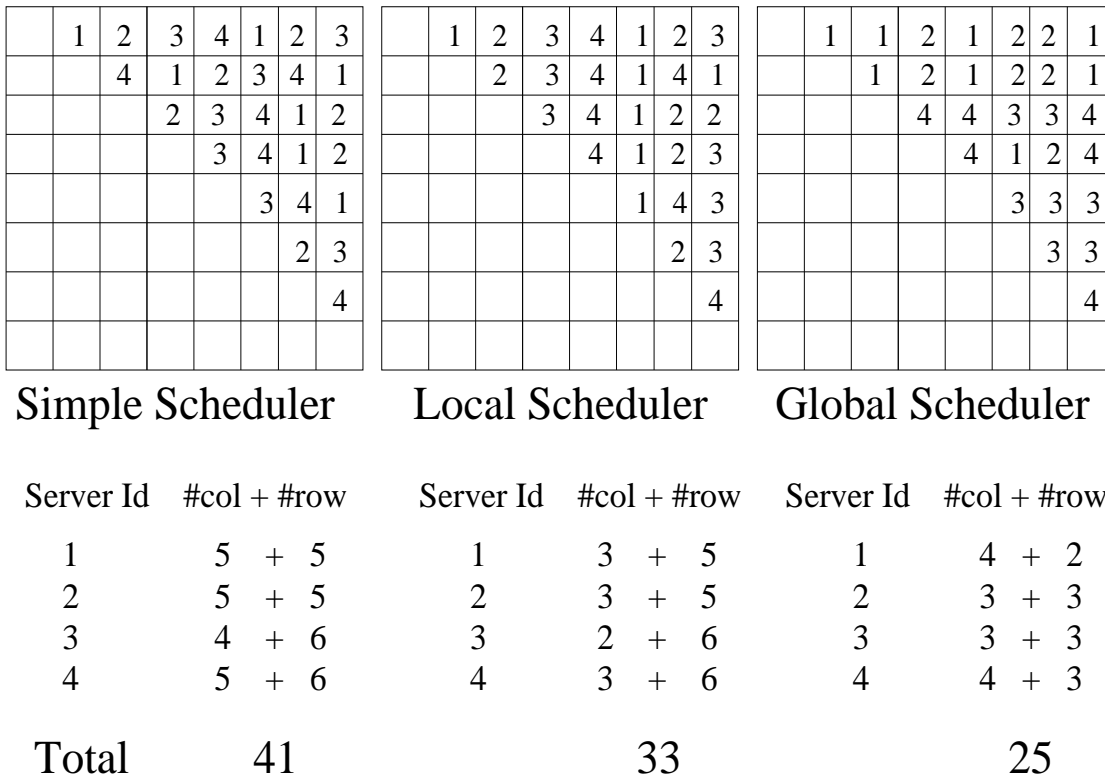 1 2 3 4 1 2 3
4 1 2 3 4 1
2 3 4 1 2
3 4 1 2
3 4 1
2 3
4
Simple Scheduler
1 2 3 4 1 2 3
2 3 4 1 4 1
3 4 1 2 2
4 1 2 3
1 4 3
2 3
4
Local Scheduler
1 1 2 1 2 2 1
1 2 1 2 2 1
4 4 3 3 4
4 1 2 4
3 3 3
3 3
4
Global Scheduler
Server Id #col + #row
1 5 + 5
2 5 + 5
3 4 + 6
4 5 + 6
Server Id #col + #row
1 3 + 5
2 3 + 5
3 2 + 6
4 3 + 6
Server Id #col + #row
1 4 + 2
2 3 + 3
3 3 + 3
4 4 + 3
Total 41 33 25